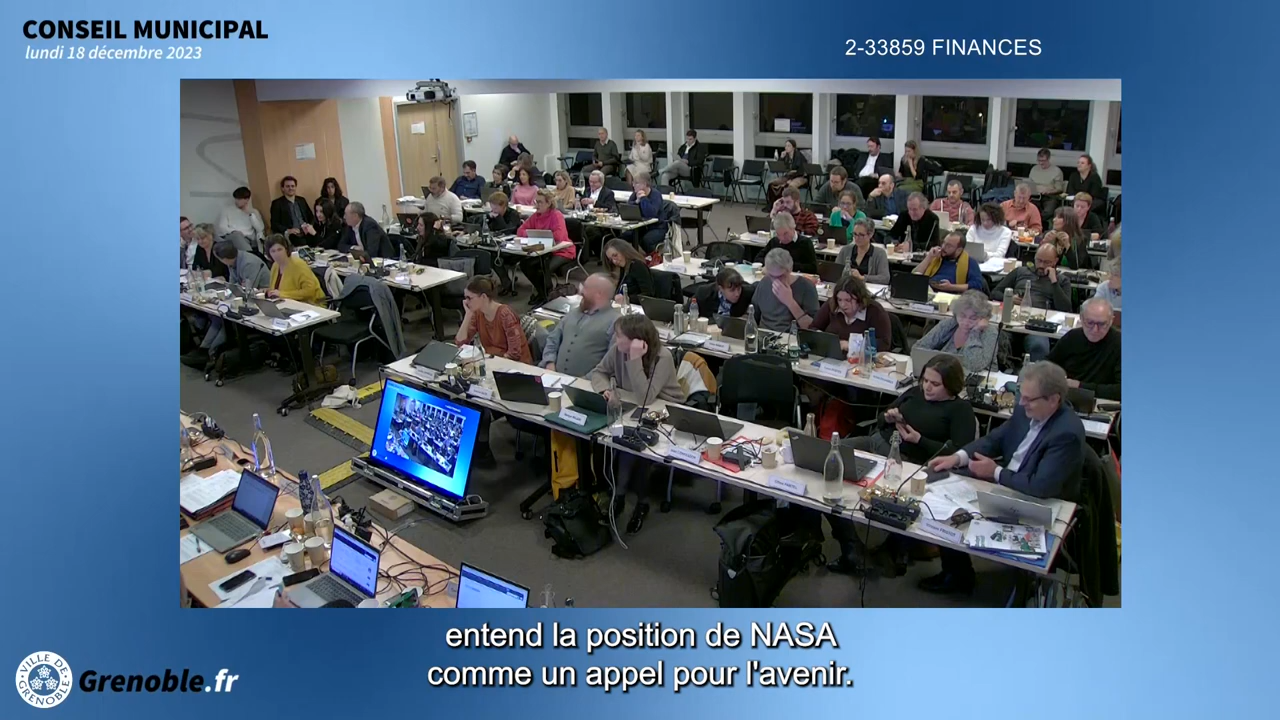 CONSEIL MUNICIPAL
lundi 18 décembre 2023
2-33859 FINANCES
entend la position de NASA
comme un appel pour l'avenir.
VILLE DE GRENOBLE
Grenoble.fr